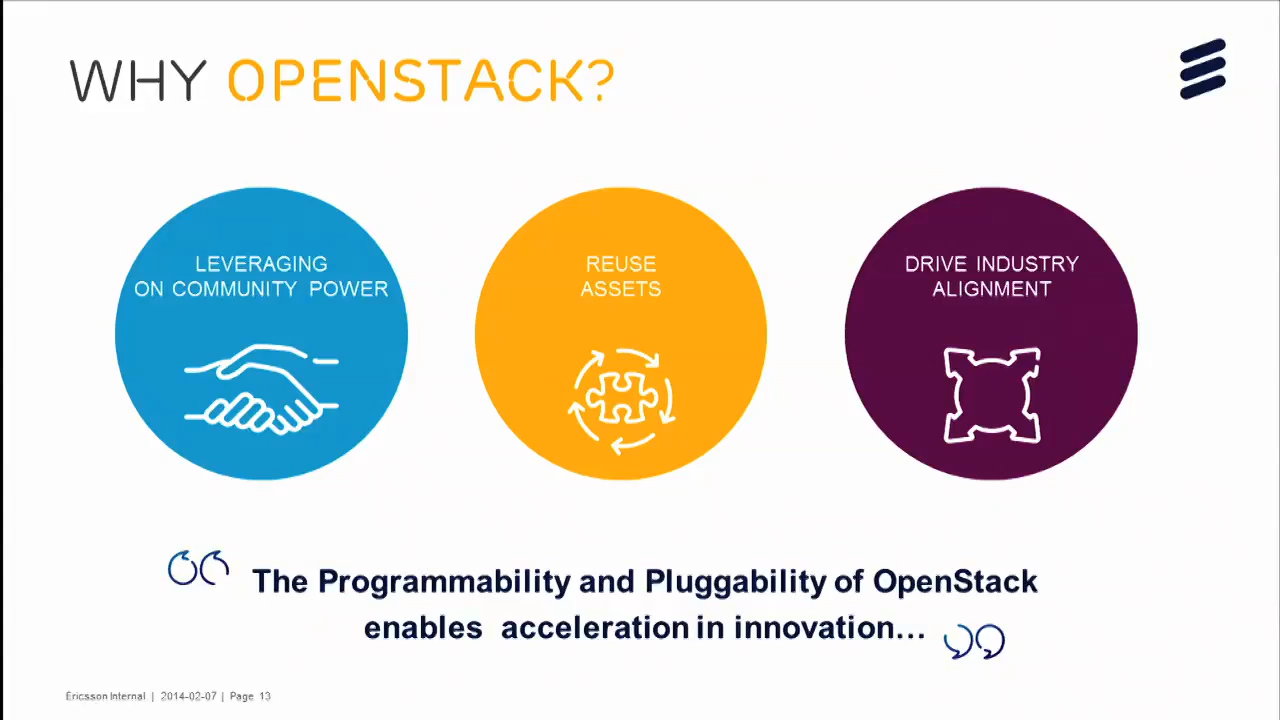 WHY OPENSTACK?
LEVERAGING
ON COMMUNITY POWER
REUSE
ASSETS
DRIVE INDUSTRY
ALIGNMENT
The Programmability and Pluggability of OpenStack
enables acceleration in innovation...
Ericsson Internal | 2014-02-07 | Page 13